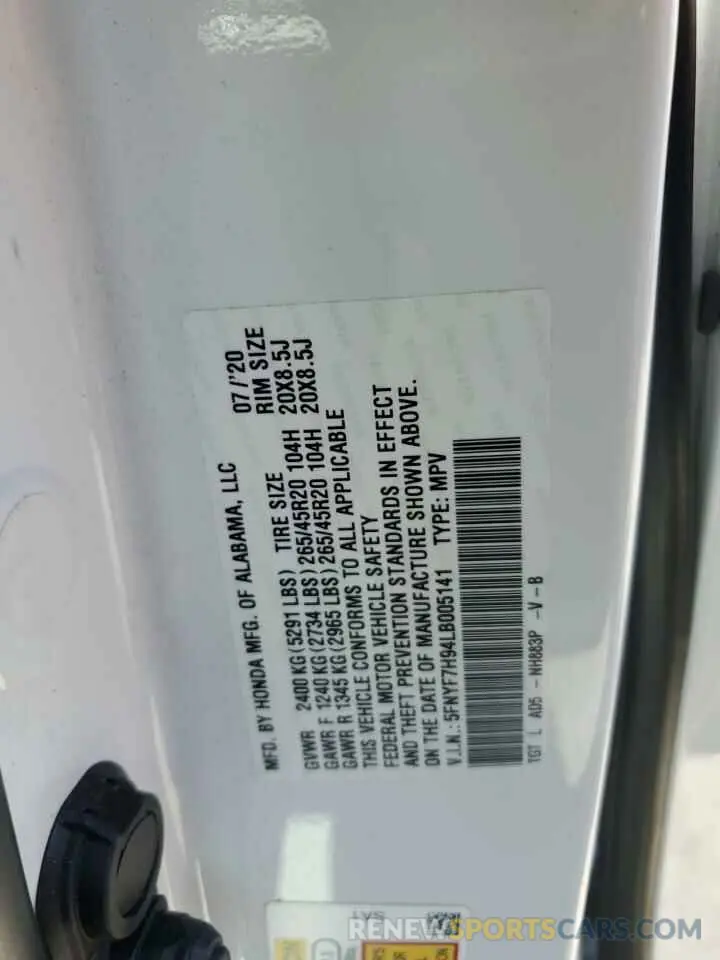 MFD. BY HONDA MFG. OF ALABAMA, LLC 07/'20
GVWR 2400 KG(5291 LBS) TIRE SIZE RIM SIZE
GAWR F 1240 KG(2734 LBS)265/45R20 104H 20X8.5J
GAWR R 1345 KG(2965 LBS)265/45R20 104H 20X8.5J
THIS VEHICLE CONFORMS TO ALL APPLICABLE
FEDERAL MOTOR VEHICLE SAFETY
AND THEFT PREVENTION STANDARDS IN EFFECT
ON THE DATE OF MANUFACTURE SHOWN ABOVE.
V.I.N.: 5FNYF7H94LB005141 TYPE: MPV
TGT L A05 - NH883P -V-B
RENEWSPORTSCARS.COM